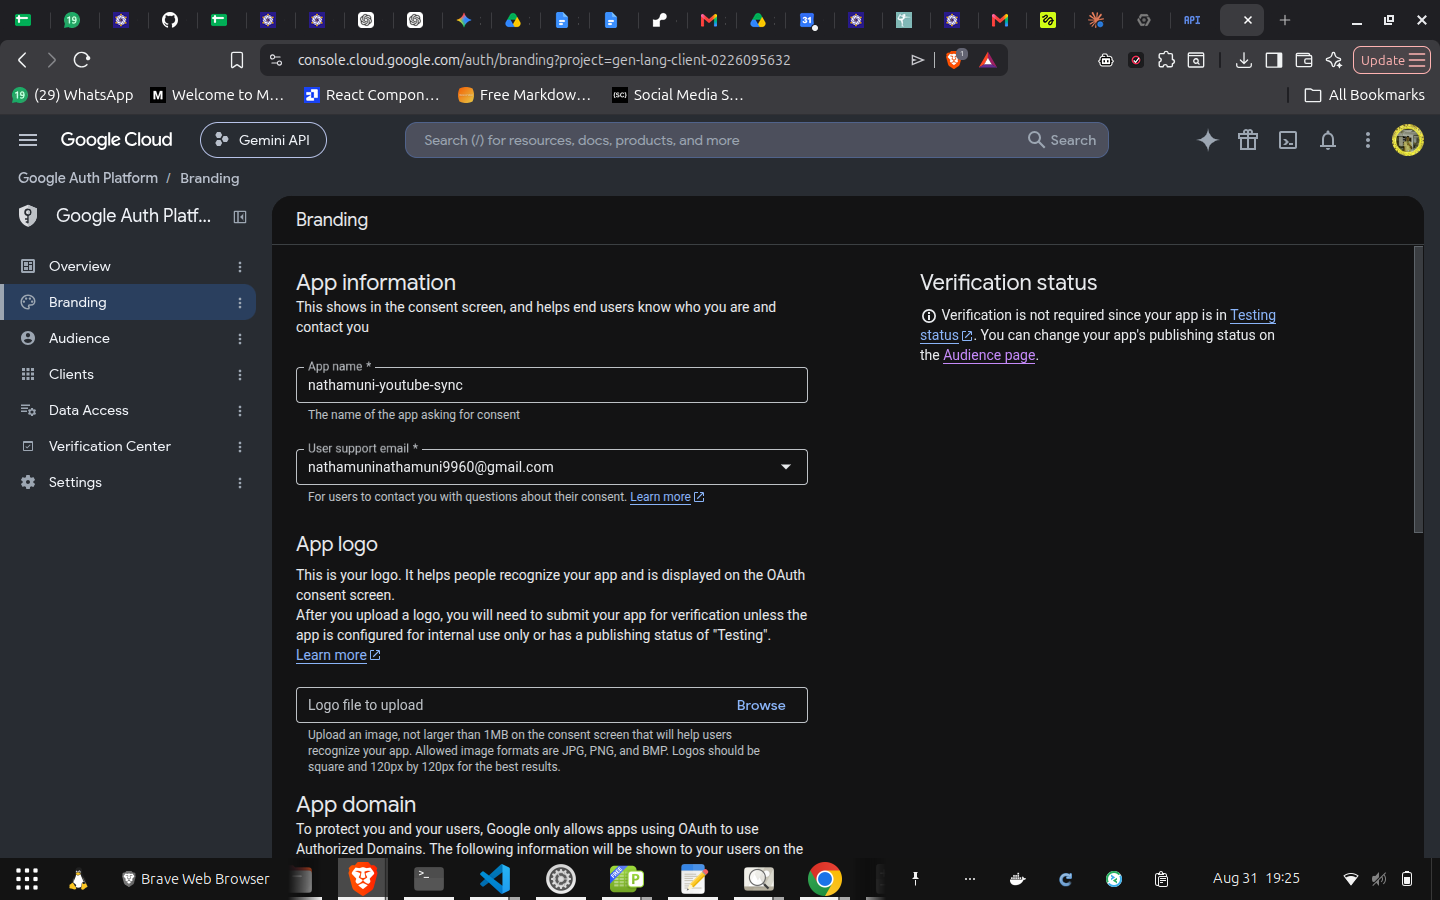 31
API
console.cloud.google.com/auth/branding?project=gen-lang-client-0226095632
1
Update
(29) WhatsApp
Welcome to M...
React Compon...
Free Markdow...
Social Media S...
All Bookmarks
Google Cloud
Gemini API
Search (/) for resources, docs, products, and more
Search
Google Auth Platform / Branding
Google Auth Platf...
Overview
Branding
Audience
Clients
Data Access
Verification Center
Settings
Branding
App information
This shows in the consent screen, and helps end users know who you are and
contact you
App name *
nathamuni-youtube-sync
The name of the app asking for consent
User support email *
nathamuninathamuni9960@gmail.com
For users to contact you with questions about their consent. Learn more
App logo
This is your logo. It helps people recognize your app and is displayed on the OAuth
consent screen.
After you upload a logo, you will need to submit your app for verification unless the
app is configured for internal use only or has a publishing status of "Testing".
Learn more
Logo file to upload
Browse
Upload an image, not larger than 1MB on the consent screen that will help users
recognize your app. Allowed image formats are JPG, PNG, and BMP. Logos should be
square and 120px by 120px for the best results.
App domain
To protect you and your users, Google only allows apps using OAuth to use
Authorized Domains. The following information will be shown to your users on the
Verification status
Verification is not required since your app is in Testing
status. You can change your app's publishing status on
the Audience page.
Brave Web Browser
Aug 31 19:25